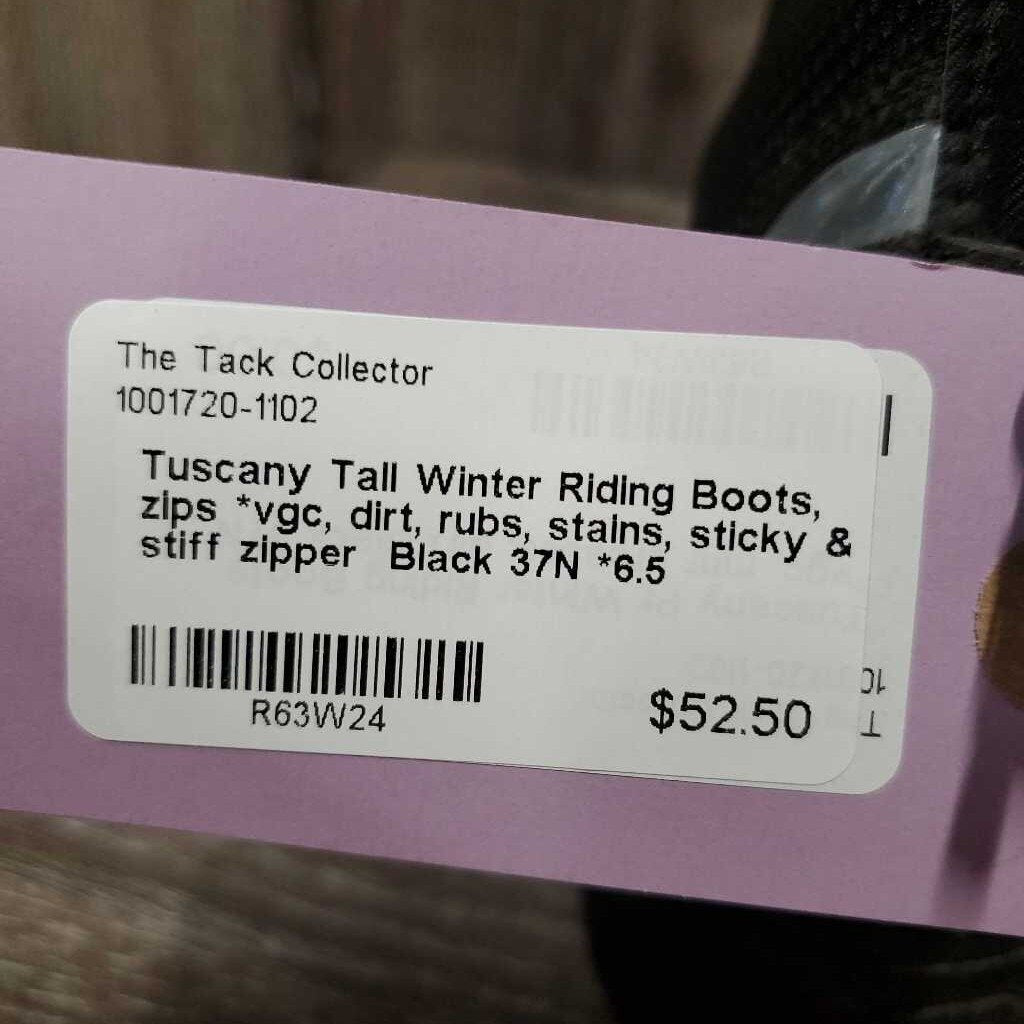 The Tack Collector
1001720-1102
Tuscany Tall Winter Riding Boots,
zips *vgc, dirt, rubs, stains, sticky &
stiff zipper Black 37N *6.5
R63W24
$52.50